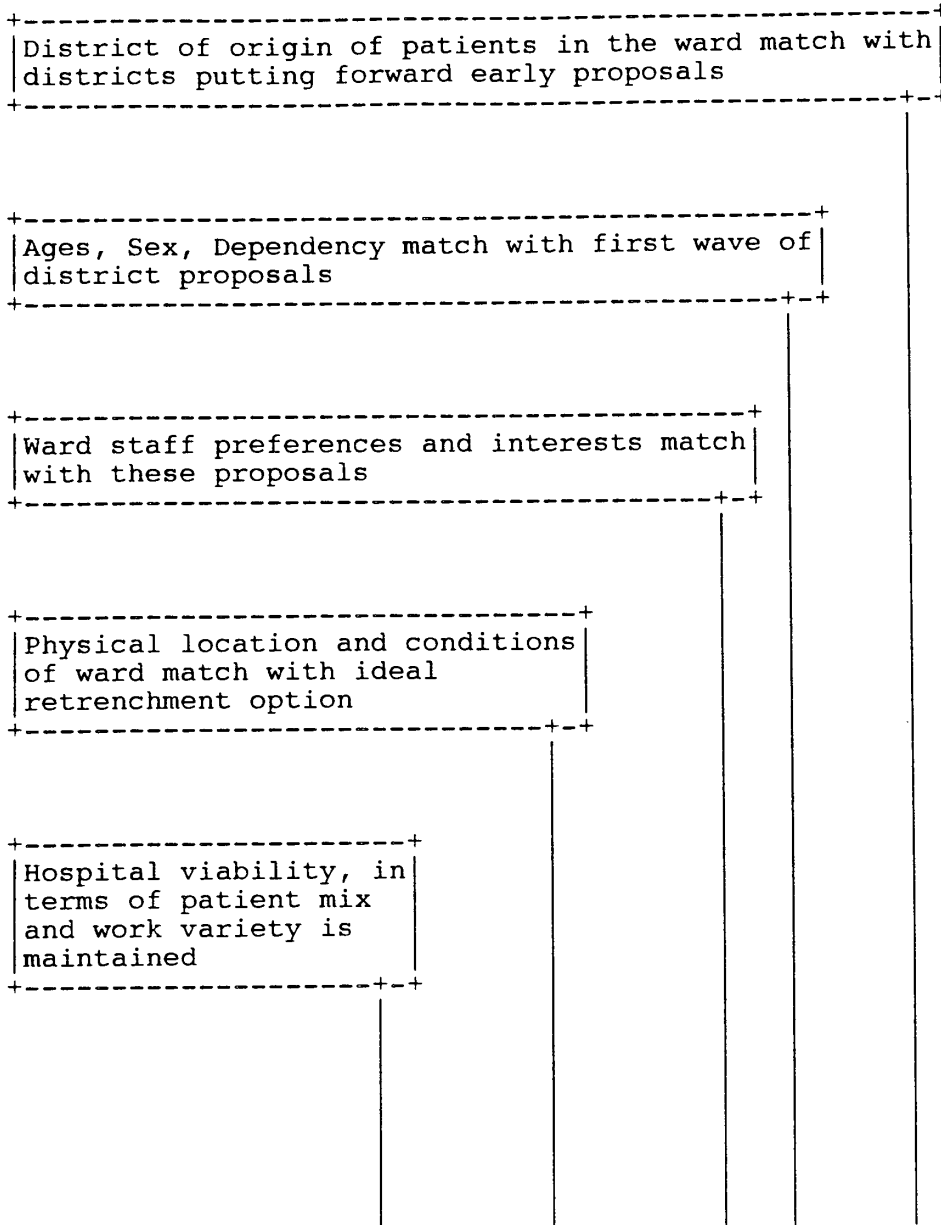 District of origin of patients in the ward match with
districts putting forward early proposals
Ages, Sex, Dependency match with first wave of
district proposals
Ward staff preferences and interests match
with these proposals
Physical location and conditions
of ward match with ideal
retrenchment option
Hospital viability, in
terms of patient mix
and work variety is
maintained